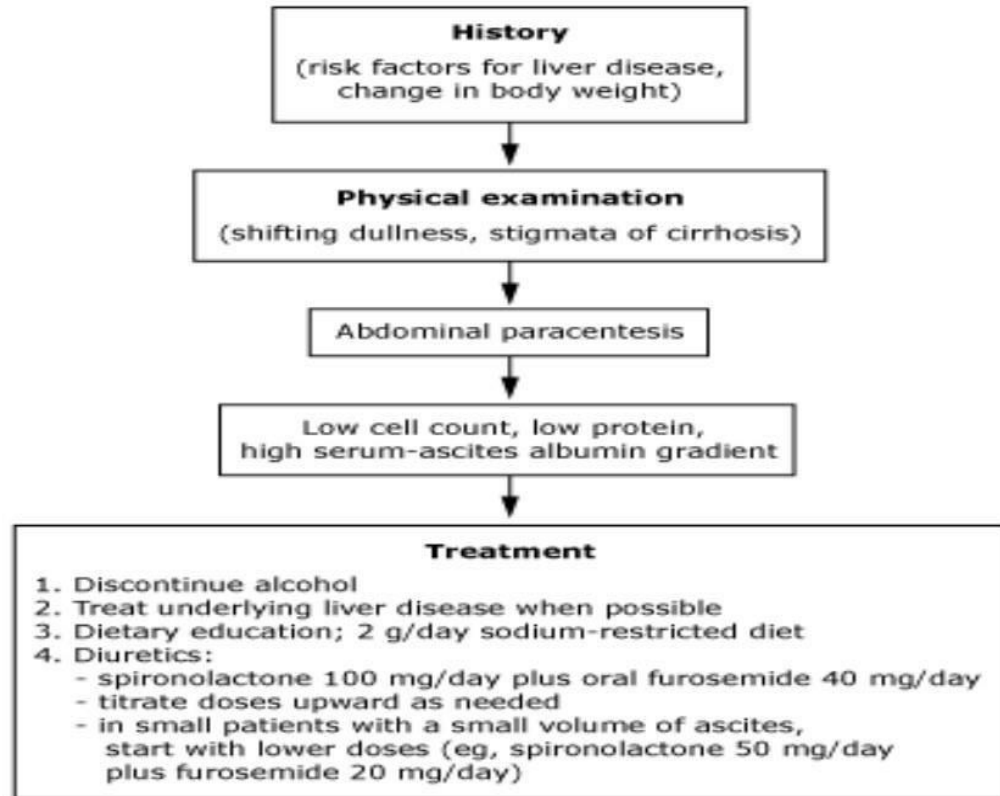 History
(risk factors for liver disease,
change in body weight)
Physical examination
(shifting dullness, stigmata of cirrhosis)
Abdominal paracentesis
Low cell count, low protein,
high serum-ascites albumin gradient
Treatment
1. Discontinue alcohol
2. Treat underlying liver disease when possible
3. Dietary education; 2 g/day sodium-restricted diet
4. Diuretics:
- spironolactone 100 mg/day plus oral furosemide 40 mg/day
- titrate doses upward as needed
- in small patients with a small volume of ascites,
start with lower doses (eg, spironolactone 50 mg/day
plus furosemide 20 mg/day)